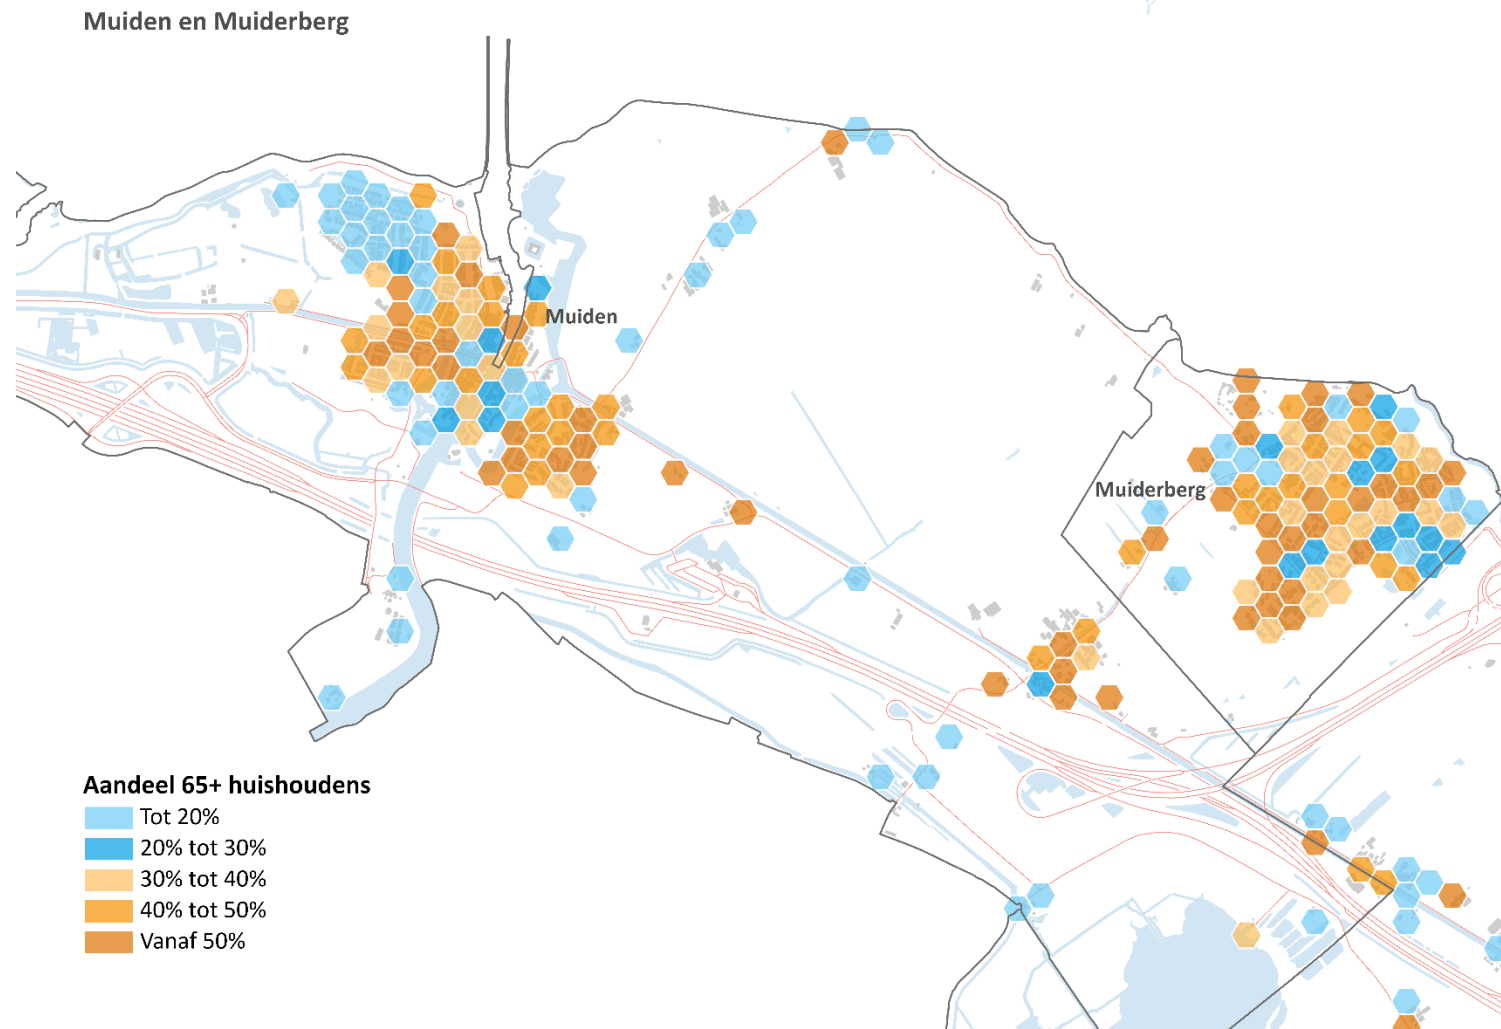 Muiden en Muiderberg
Muiden
Muiderberg
Aandeel 65+ huishoudens
Tot 20%
20% tot 30%
30% tot 40%
40% tot 50%
Vanaf 50%